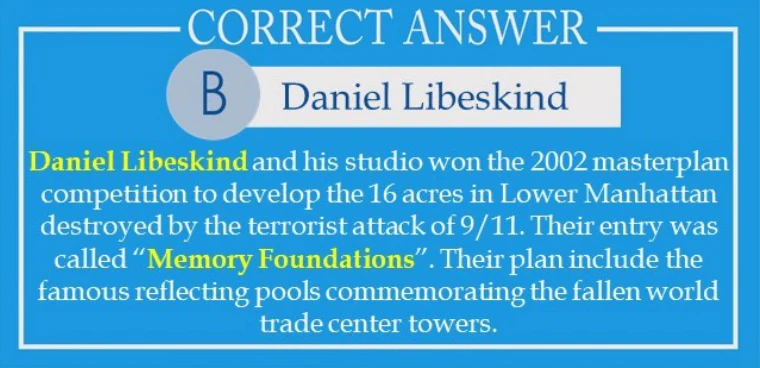 CORRECT ANSWER
B
Daniel Libeskind
Daniel Libeskind and his studio won the 2002 masterplan
competition to develop the 16 acres in Lower Manhattan
destroyed by the terrorist attack of 9/11. Their entry was
called “Memory Foundations”. Their plan include the
famous reflecting pools commemorating the fallen world
trade center towers.